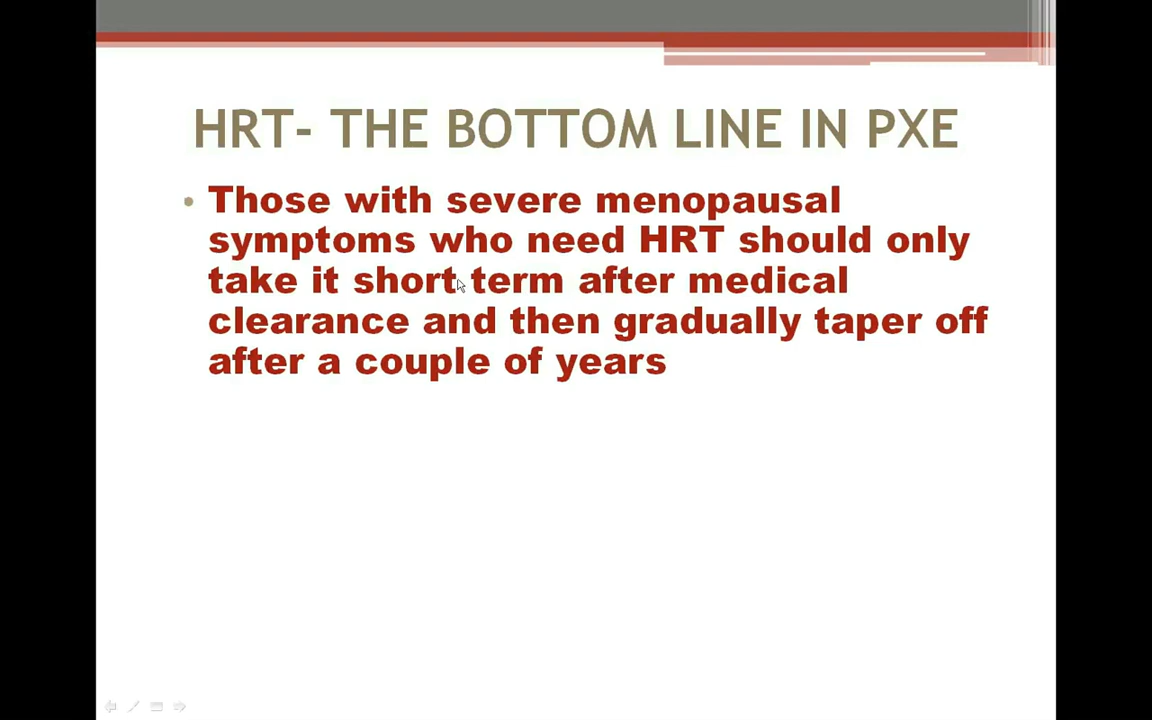 HRT- THE BOTTOM LINE IN PXE
• Those with severe menopausal
symptoms who need HRT should only
take it short term after medical
clearance and then gradually taper off
after a couple of years